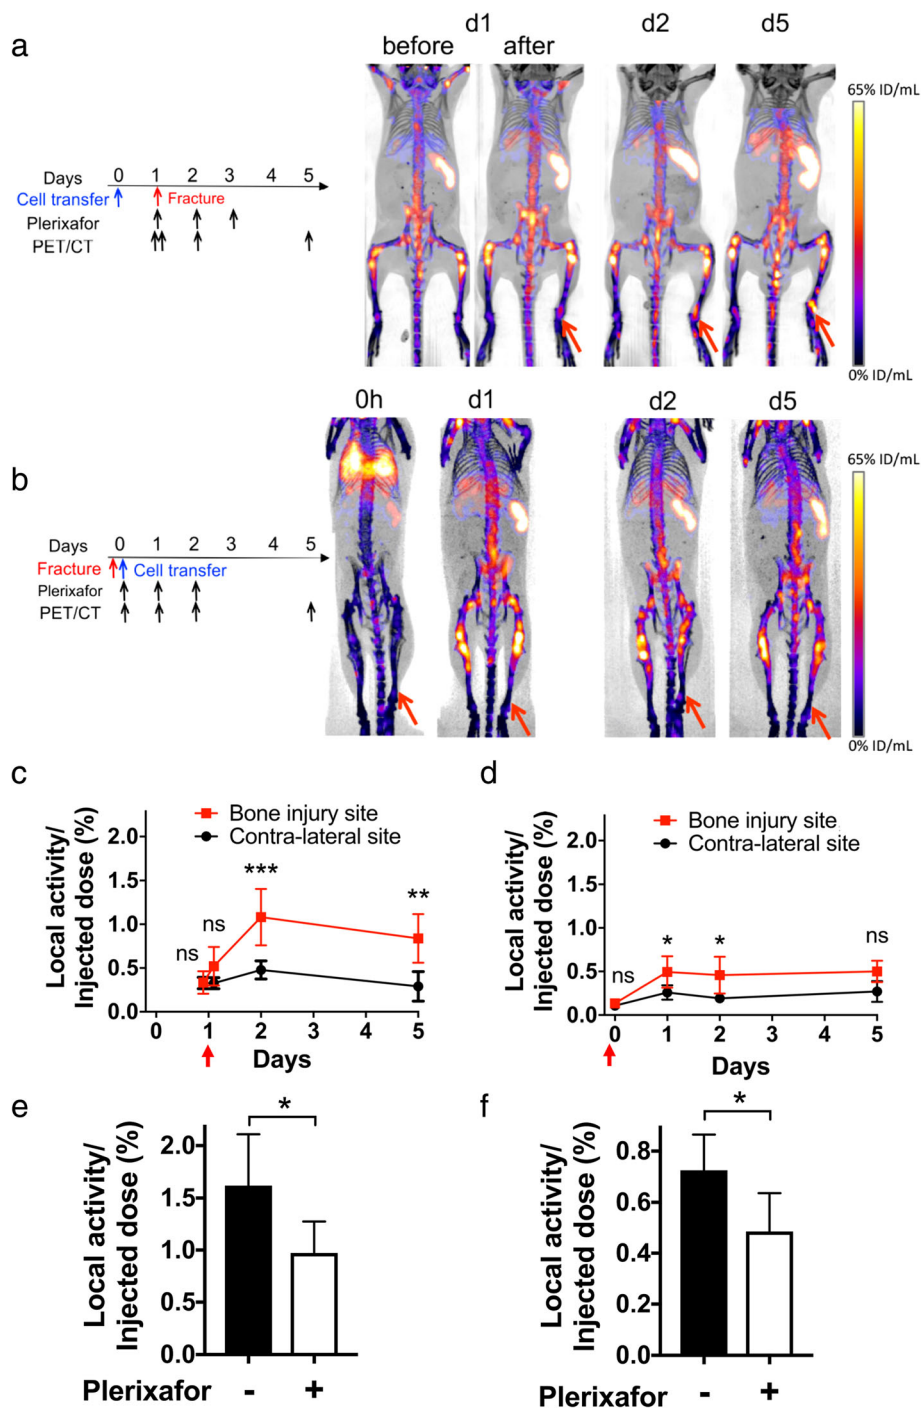 a
d1
d2
d5
before
after
65% ID/mL
Days 0 1 2 3 5
Cell transfer
Fracture
Plerixafor
PET/CT
0% ID/mL
0h
d1
d2
d5
b
65% ID/mL
Days 0 1 2 3 4 5
Fracture
Cell transfer
Plerixafor
PET/CT
0% ID/mL
c
Local activity/
Injected dose (%)
Bone injury site
Contra-lateral site
2.0
1.5
1.0
0.5
0.0
ns
ns
***
**
0 1 2 3 4 5
Days
d
Local activity/
Injected dose (%)
Bone injury site
Contra-lateral site
2.0
1.5
1.0
0.5
0.0
ns
*
*
ns
0 1 2 3 4 5
Days
e
Local activity/
Injected dose (%)
*
2.0
1.5
1.0
0.5
0.0
Plerixafor - +
f
Local activity/
Injected dose (%)
*
0.8
0.6
0.4
0.2
0.0
Plerixafor - +